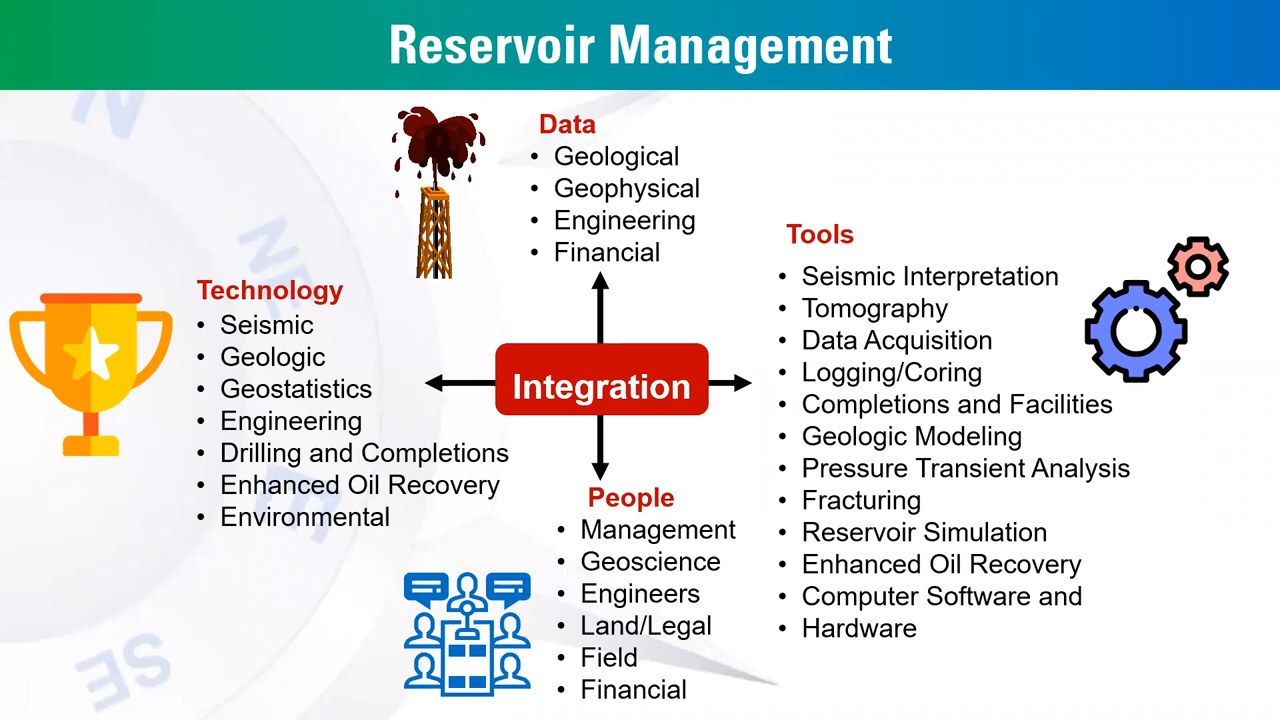 Reservoir Management
Data
• Geological
• Geophysical
• Engineering
• Financial
Technology
• Seismic
• Geologic
• Geostatistics
• Engineering
• Drilling and Completions
• Enhanced Oil Recovery
• Environmental
Integration
Tools
• Seismic Interpretation
• Tomography
• Data Acquisition
• Logging/Coring
• Completions and Facilities
• Geologic Modeling
• Pressure Transient Analysis
• Fracturing
• Reservoir Simulation
• Enhanced Oil Recovery
• Computer Software and
• Hardware
People
• Management
• Geoscience
• Engineers
• Land/Legal
• Field
• Financial
N
NE
E
SE